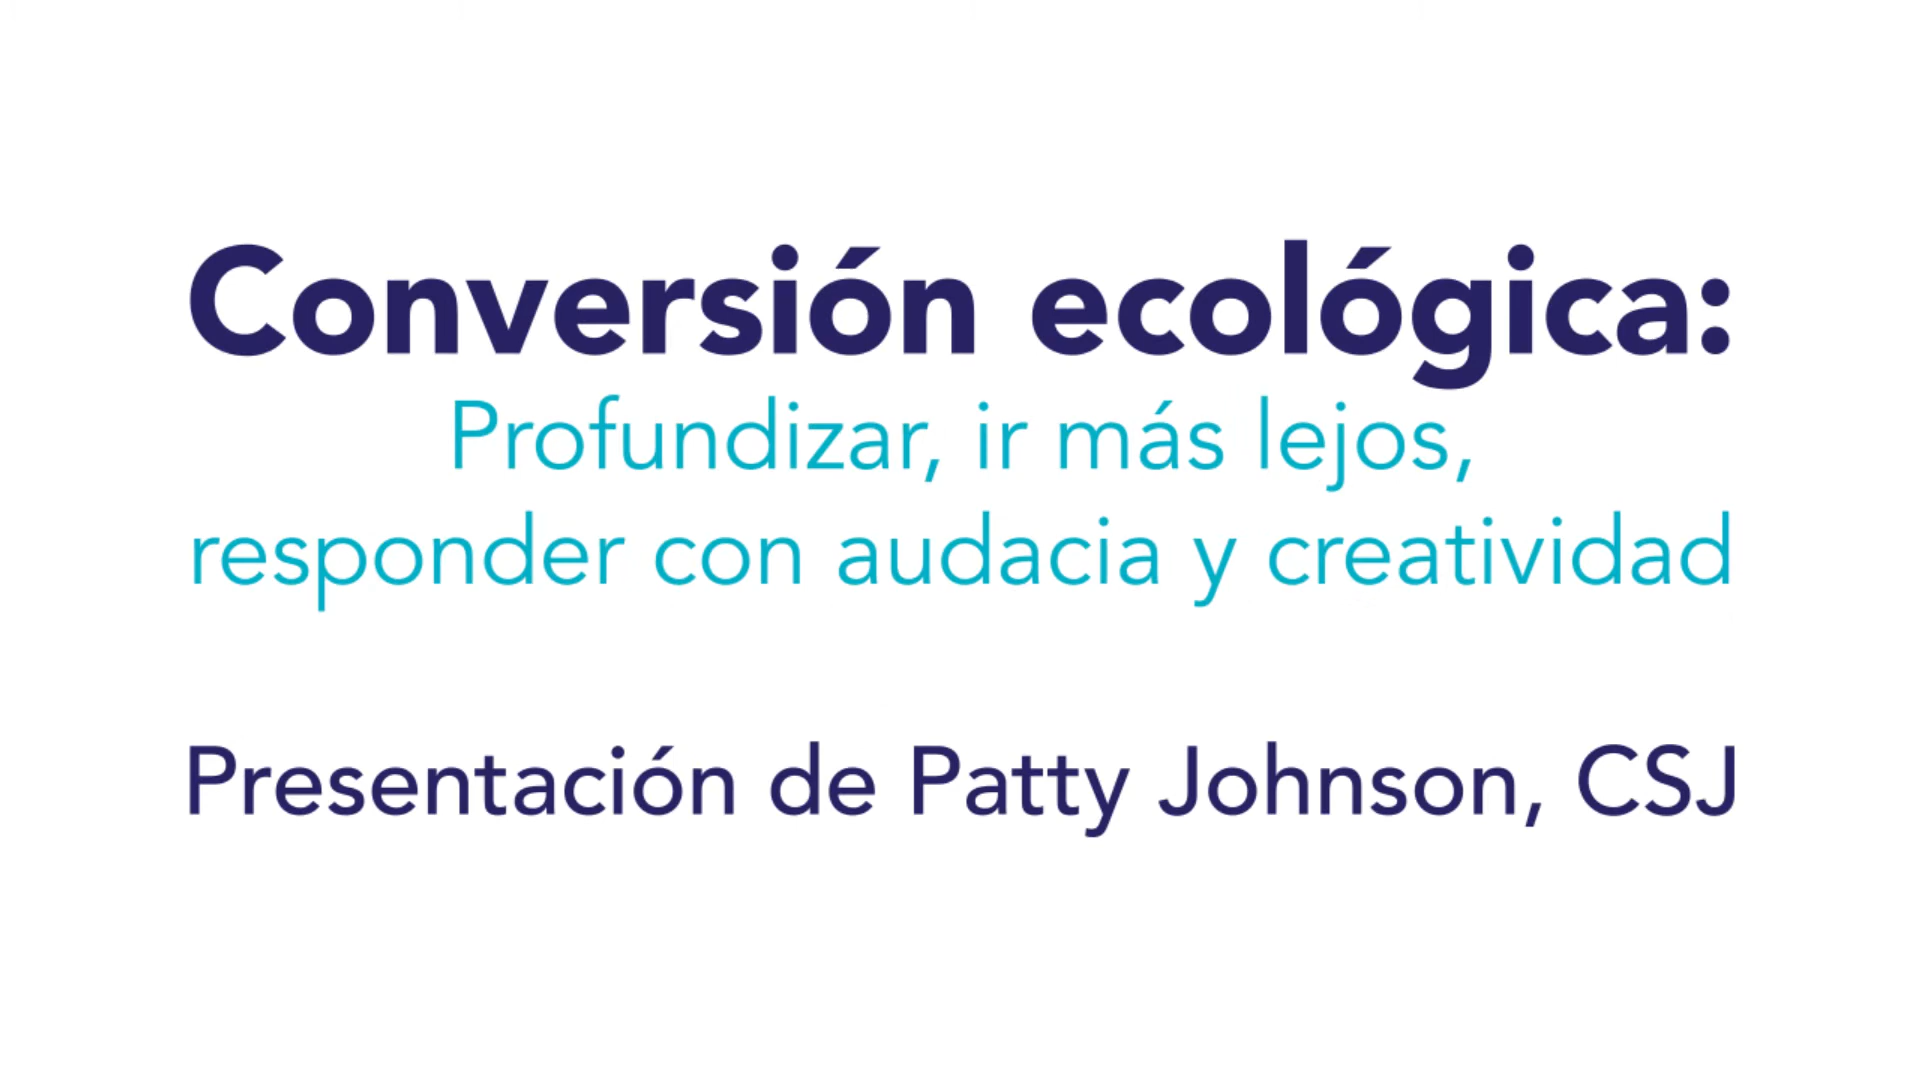 Conversión ecológica:
Profundizar, ir más lejos,
responder con audacia y creatividad
Presentación de Patty Johnson, CSJ